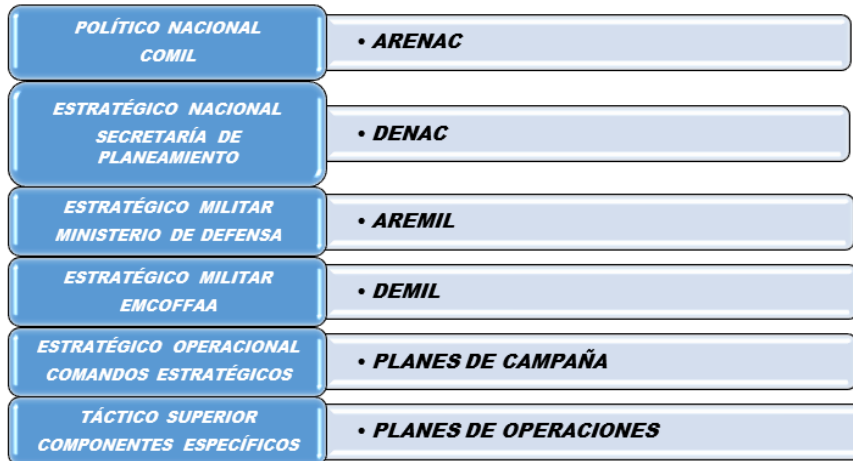 POLÍTICO NACIONAL
COMIL
• ARENAC
ESTRATÉGICO NACIONAL
SECRETARÍA DE
PLANEAMIENTO
• DENAC
ESTRATÉGICO MILITAR
MINISTERIO DE DEFENSA
• AREMIL
ESTRATÉGICO MILITAR
EMCOFFAA
• DEMIL
ESTRATÉGICO OPERACIONAL
COMANDOS ESTRATÉGICOS
• PLANES DE CAMPAÑA
TÁCTICO SUPERIOR
COMPONENTES ESPECÍFICOS
• PLANES DE OPERACIONES